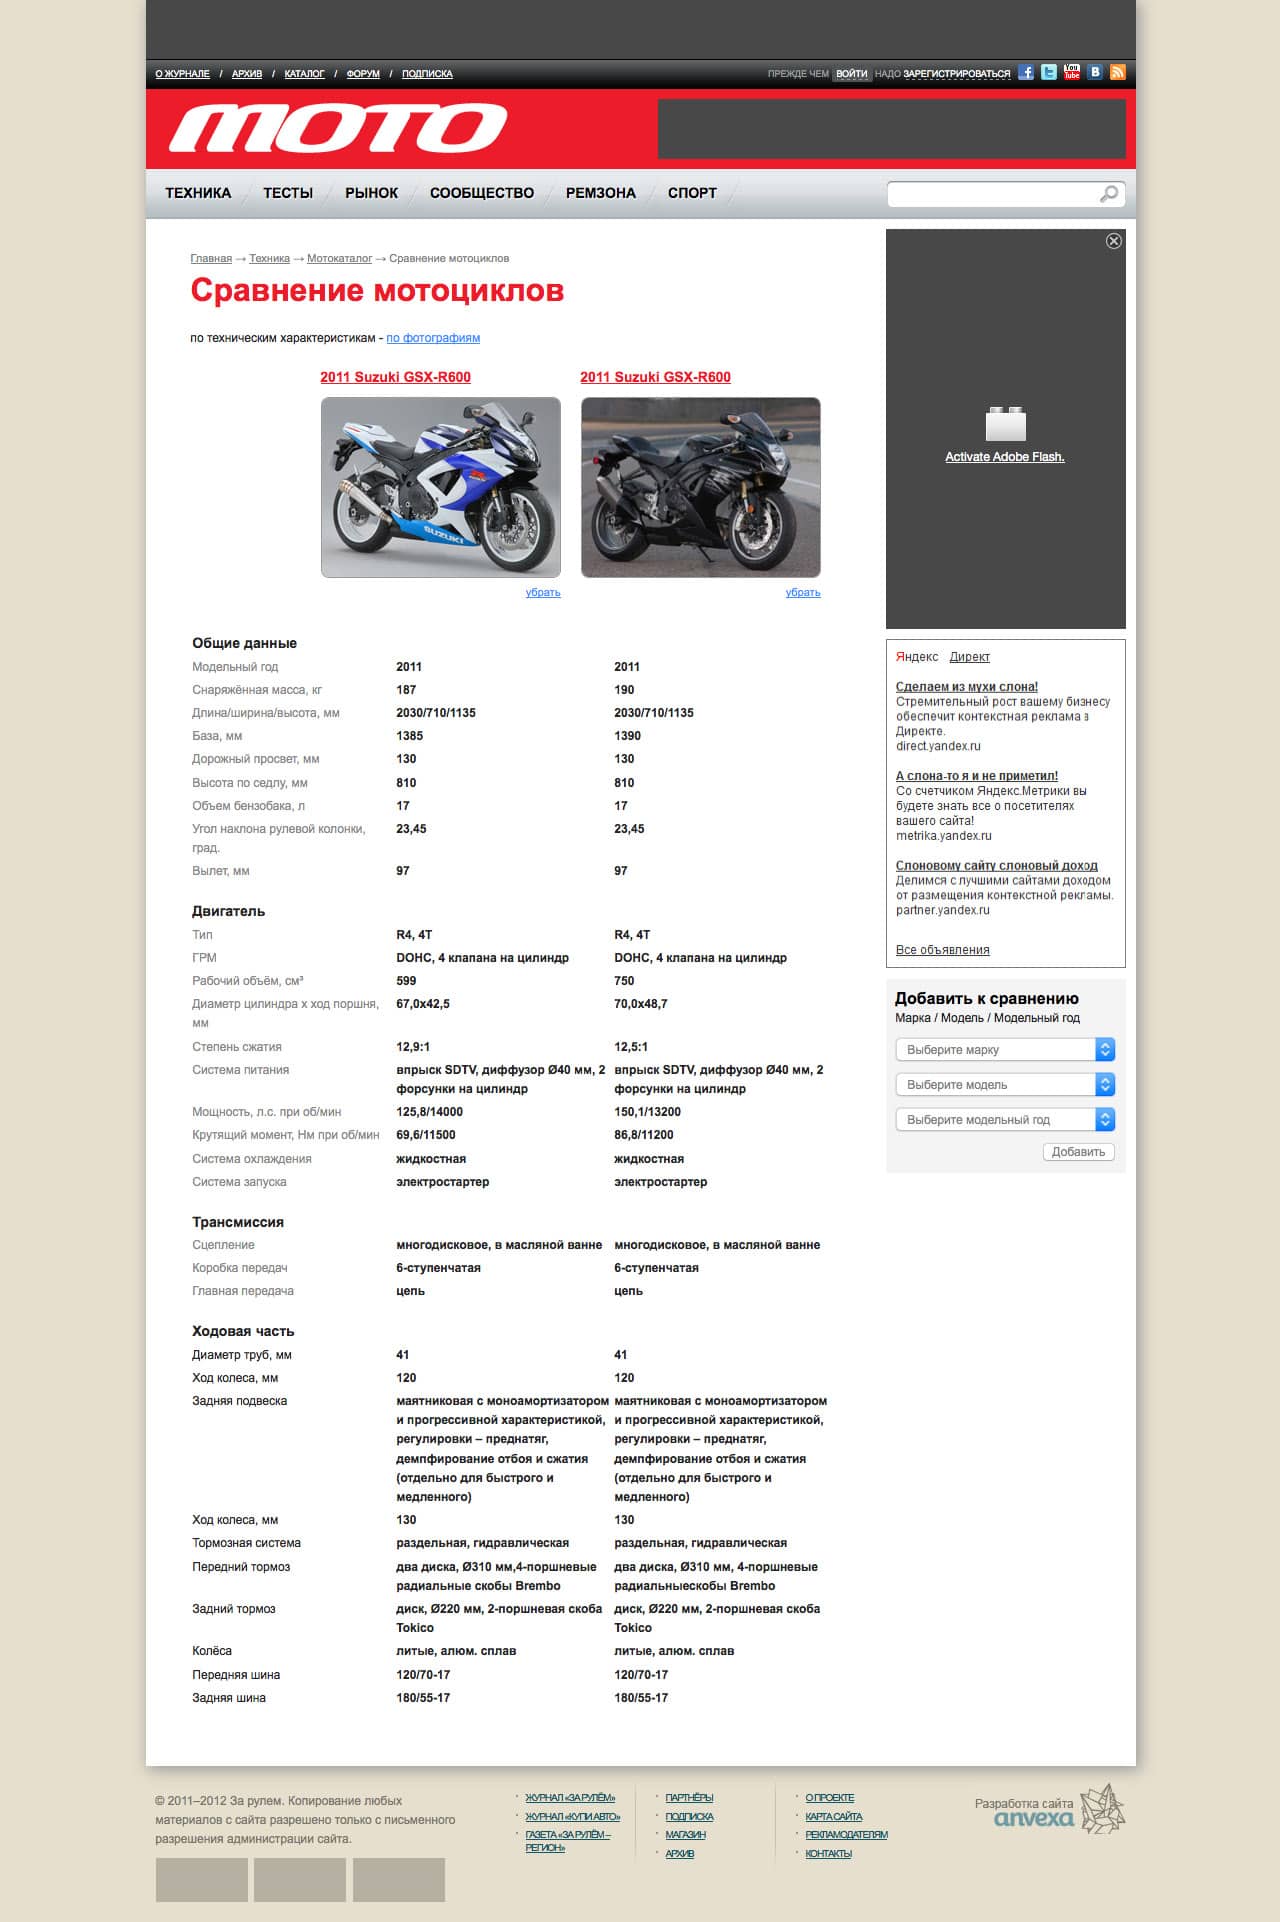 О ЖУРНАЛЕ / АРХИВ / КАТАЛОГ / ФОРУМ / ПОДПИСКА
ПРЕЖДЕ ЧЕМ ВОЙТИ НАДО ЗАРЕГИСТРИРОВАТЬСЯ
You Tube
МОТО
ТЕХНИКА ТЕСТЫ РЫНОК СООБЩЕСТВО РЕМЗОНА СПОРТ
Главная → Техника → Мотокаталог → Сравнение мотоциклов
Сравнение мотоциклов
по техническим характеристикам - по фотографиям
2011 Suzuki GSX-R600 2011 Suzuki GSX-R600
SUZUKI
убрать убрать
Общие данные
Модельный год 2011 2011
Снаряжённая масса, кг 187 190
Длина/ширина/высота, мм 2030/710/1135 2030/710/1135
База, мм 1385 1390
Дорожный просвет, мм 130 130
Высота по седлу, мм 810 810
Объем бензобака, л 17 17
Угол наклона рулевой колонки, 23,45 23,45
град.
Вылет, мм 97 97
Двигатель
Тип R4, 4Т R4, 4Т
ГРМ DOHC, 4 клапана на цилиндр DOHC, 4 клапана на цилиндр
Рабочий объём, см³ 599 750
Диаметр цилиндра х ход поршня, 67,0х42,5 70,0х48,7
мм
Степень сжатия 12,9:1 12,5:1
Система питания впрыск SDTV, диффузор Ø40 мм, 2 впрыск SDTV, диффузор Ø40 мм, 2
форсунки на цилиндр форсунки на цилиндр
Мощность, л.с. при об/мин 125,8/14000 150,1/13200
Крутящий момент, Нм при об/мин 69,6/11500 86,8/11200
Система охлаждения жидкостная жидкостная
Система запуска электростартер электростартер
Трансмиссия
Сцепление многодисковое, в масляной ванне многодисковое, в масляной ванне
Коробка передач 6-ступенчатая 6-ступенчатая
Главная передача цепь цепь
Ходовая часть
Диаметр труб, мм 41 41
Ход колеса, мм 120 120
Задняя подвеска маятниковая с моноамортизатором маятниковая с моноамортизатором
и прогрессивной характеристикой, и прогрессивной характеристикой,
регулировки – преднатяг, регулировки – преднатяг,
демпфирование отбоя и сжатия демпфирование отбоя и сжатия
(отдельно для быстрого и (отдельно для быстрого и
медленного) медленного)
Ход колеса, мм 130 130
Тормозная система раздельная, гидравлическая раздельная, гидравлическая
Передний тормоз два диска, Ø310 мм,4-поршневые два диска, Ø310 мм, 4-поршневые
радиальные скобы Brembo радиальныескобы Brembo
Задний тормоз диск, Ø220 мм, 2-поршневая скоба диск, Ø220 мм, 2-поршневая скоба
Tokico Tokico
Колёса литые, алюм. сплав литые, алюм. сплав
Передняя шина 120/70-17 120/70-17
Задняя шина 180/55-17 180/55-17
Activate Adobe Flash.
Яндекс Директ
Сделаем из мухи слона!
Стремительный рост вашему бизнесу
обеспечит контекстная реклама в
Директе.
direct.yandex.ru
А слона-то я и не приметил!
Со счетчиком Яндекс.Метрики вы
будете знать все о посетителях
вашего сайта!
metrika.yandex.ru
Слоновому сайту слоновый доход
Делимся с лучшими сайтами доходом
от размещения контекстной рекламы.
partner.yandex.ru
Все объявления
Добавить к сравнению
Марка / Модель / Модельный год
Выберите марку
Выберите модель
Выберите модельный год
Добавить
© 2011–2012 За рулем. Копирование любых
материалов с сайта разрешено только с письменного
разрешения администрации сайта.
ЖУРНАЛ «ЗА РУЛЁМ»
ЖУРНАЛ «КУПИ АВТО»
ГАЗЕТА «ЗА РУЛЁМ –
РЕГИОН»
ПАРТНЁРЫ
ПОДПИСКА
МАГАЗИН
АРХИВ
О ПРОЕКТЕ
КАРТА САЙТА
РЕКЛАМОДАТЕЛЯМ
КОНТАКТЫ
Разработка сайта
anvexa